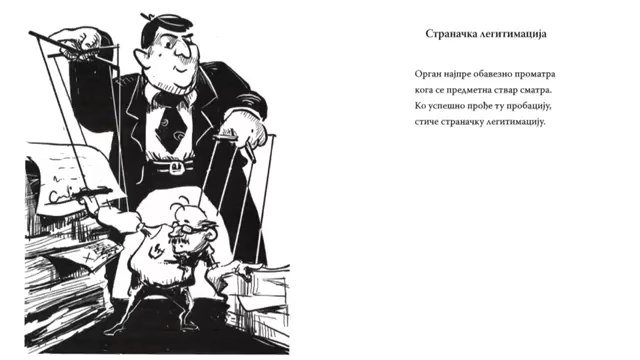 Страначка легитимација
Орган најпре обавезно проматра
кога се предметна ствар сматра.
Ко успешно прође ту пробацију,
стиче страначку легитимацију.